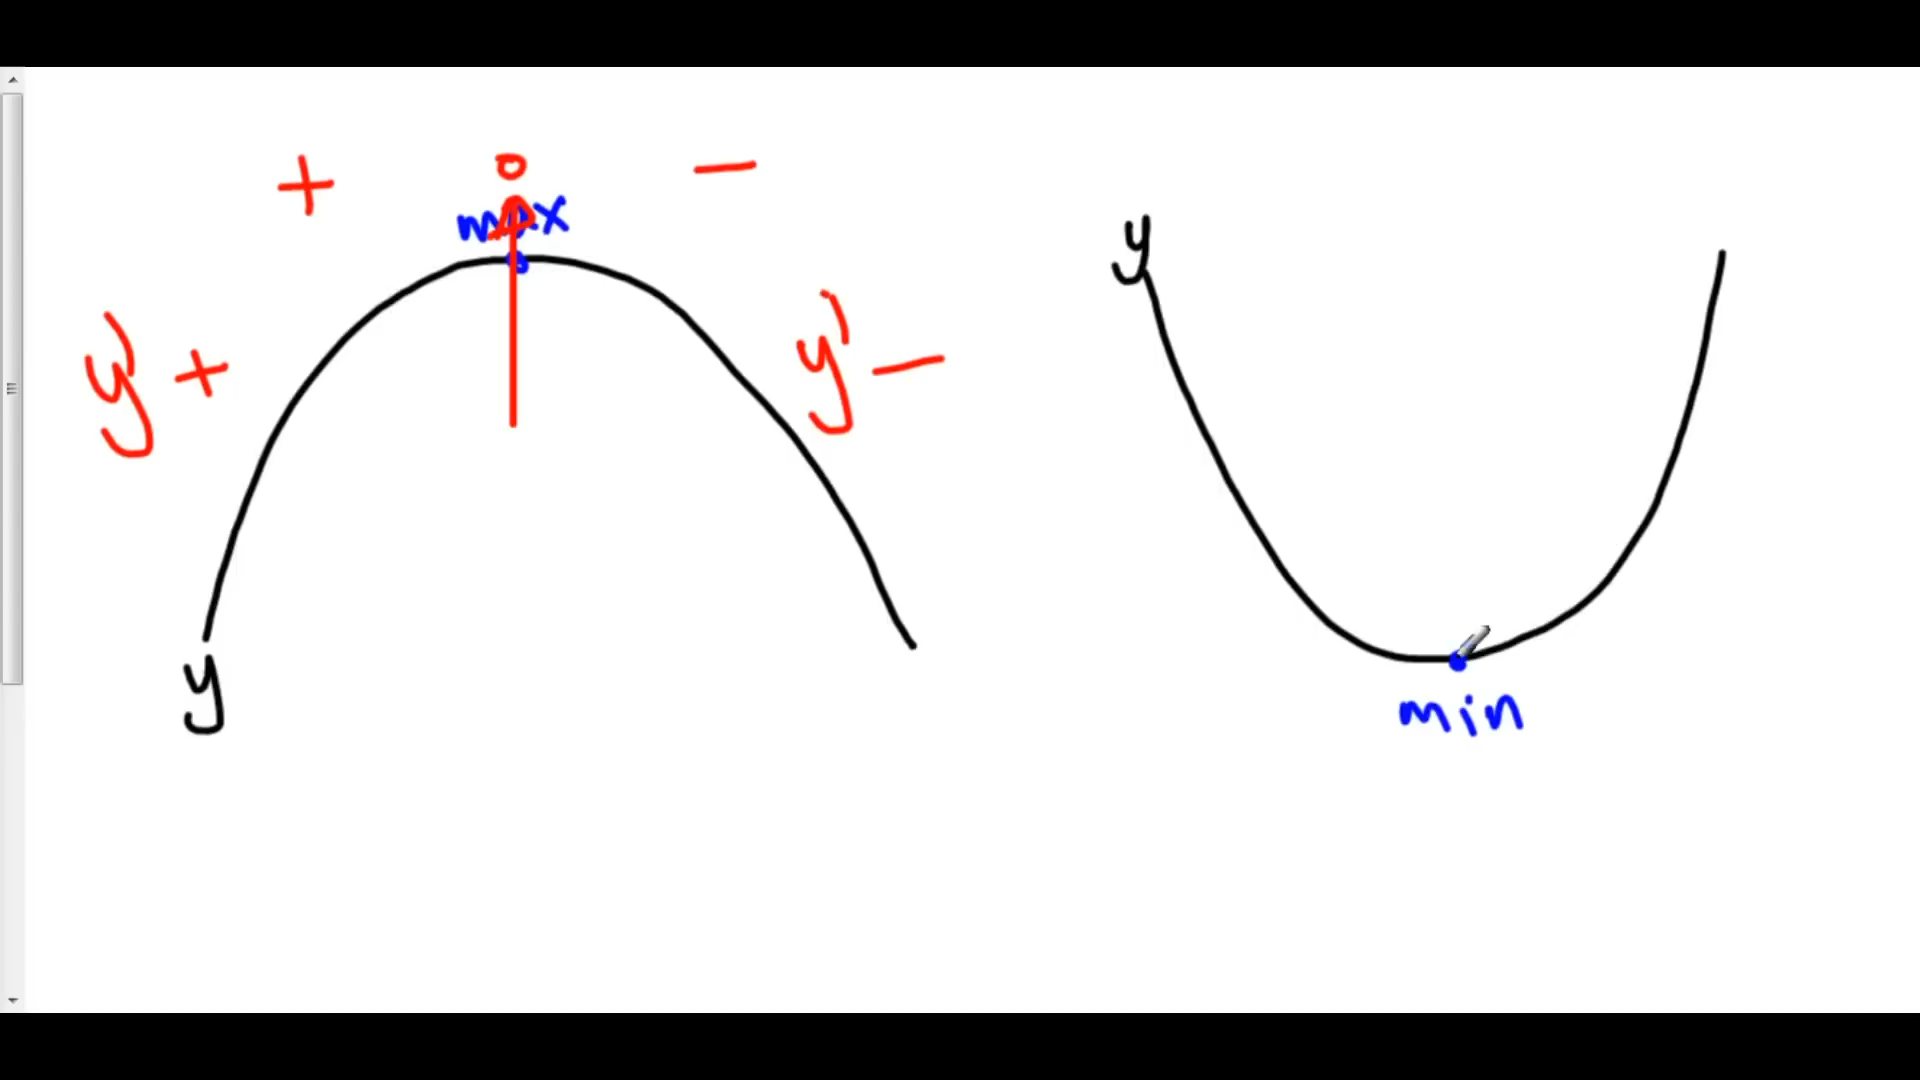 + 0 −
max
y' +
y' −
y
y
min